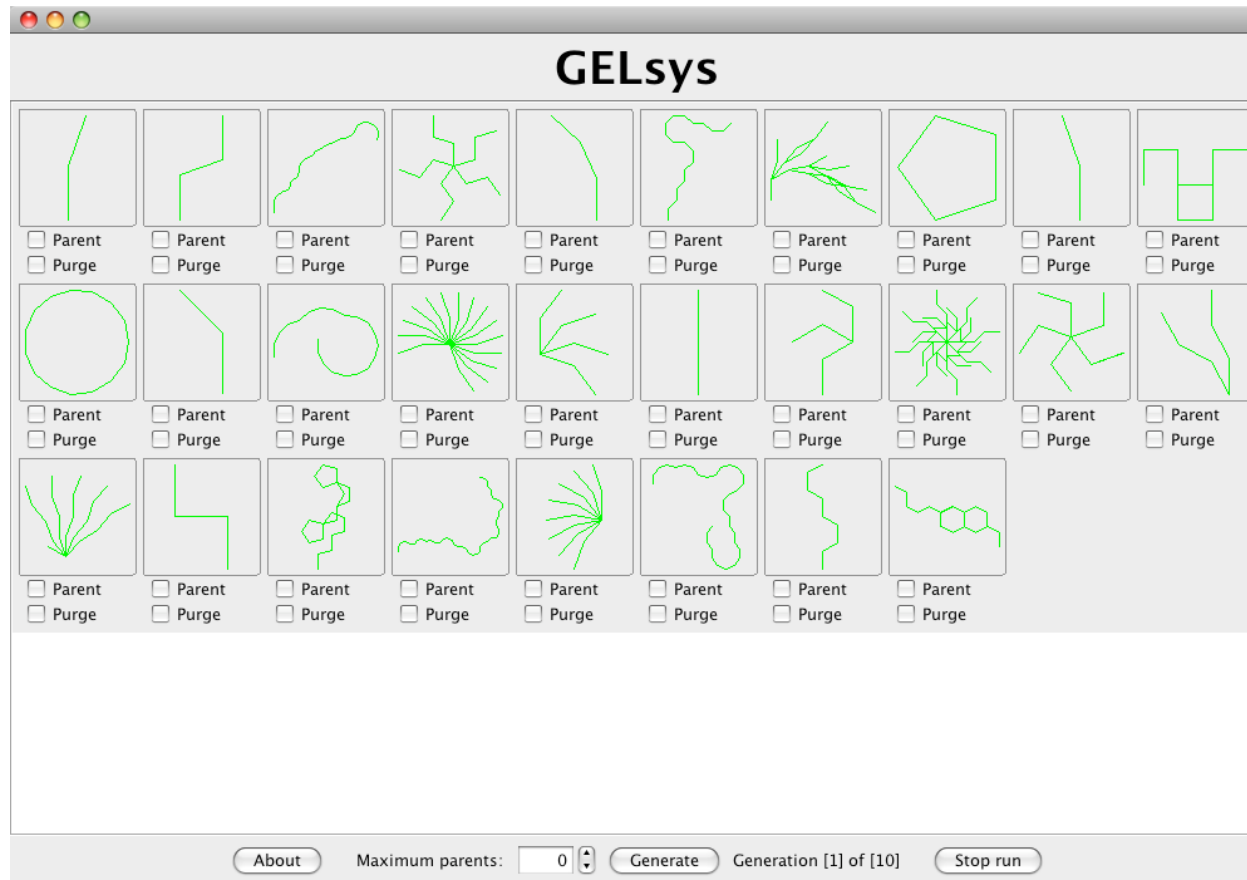 GELsys
Parent Parent Parent Parent Parent Parent Parent Parent Parent Parent
Purge Purge Purge Purge Purge Purge Purge Purge Purge Purge
Parent Parent Parent Parent Parent Parent Parent Parent Parent Parent
Purge Purge Purge Purge Purge Purge Purge Purge Purge Purge
Parent Parent Parent Parent Parent Parent Parent Parent
Purge Purge Purge Purge Purge Purge Purge Purge
About Maximum parents: 0 Generate Generation [1] of [10] Stop run